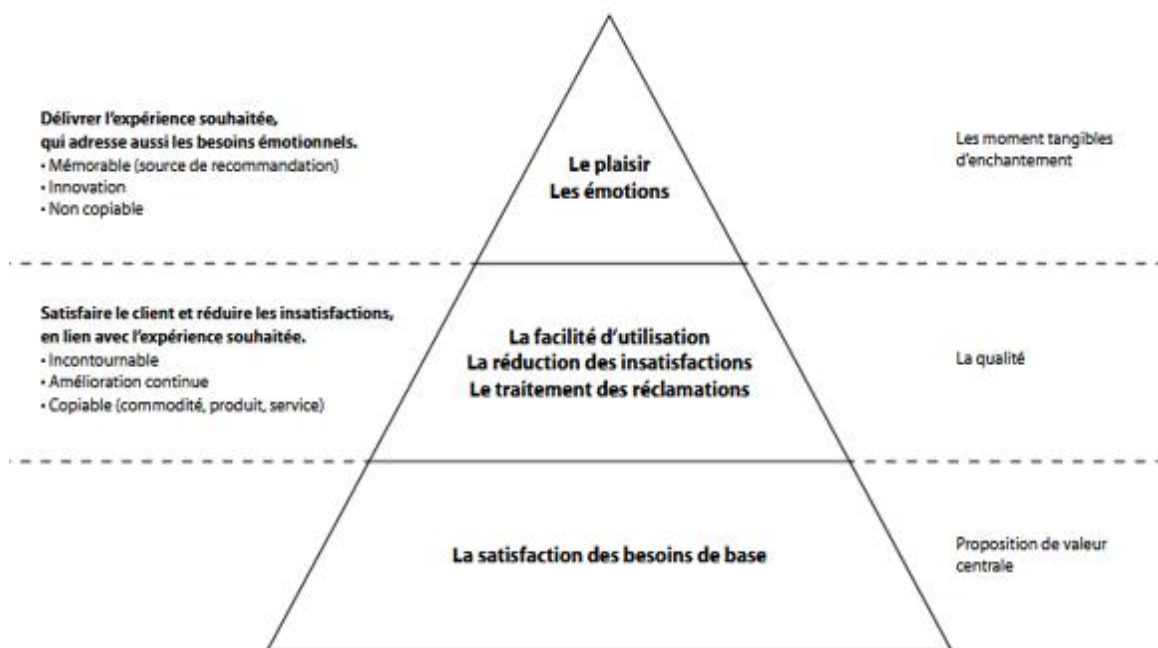 Délivrer l'expérience souhaitée,
qui adresse aussi les besoins émotionnels.
• Mémorable (source de recommandation)
• Innovation
• Non copiable
Le plaisir
Les émotions
Les moment tangibles
d'enchantement
Satisfaire le client et réduire les insatisfactions,
en lien avec l'expérience souhaitée.
• Incontournable
• Amélioration continue
• Copiable (commodité, produit, service)
La facilité d'utilisation
La réduction des insatisfactions
Le traitement des réclamations
La qualité
La satisfaction des besoins de base
Proposition de valeur
centrale